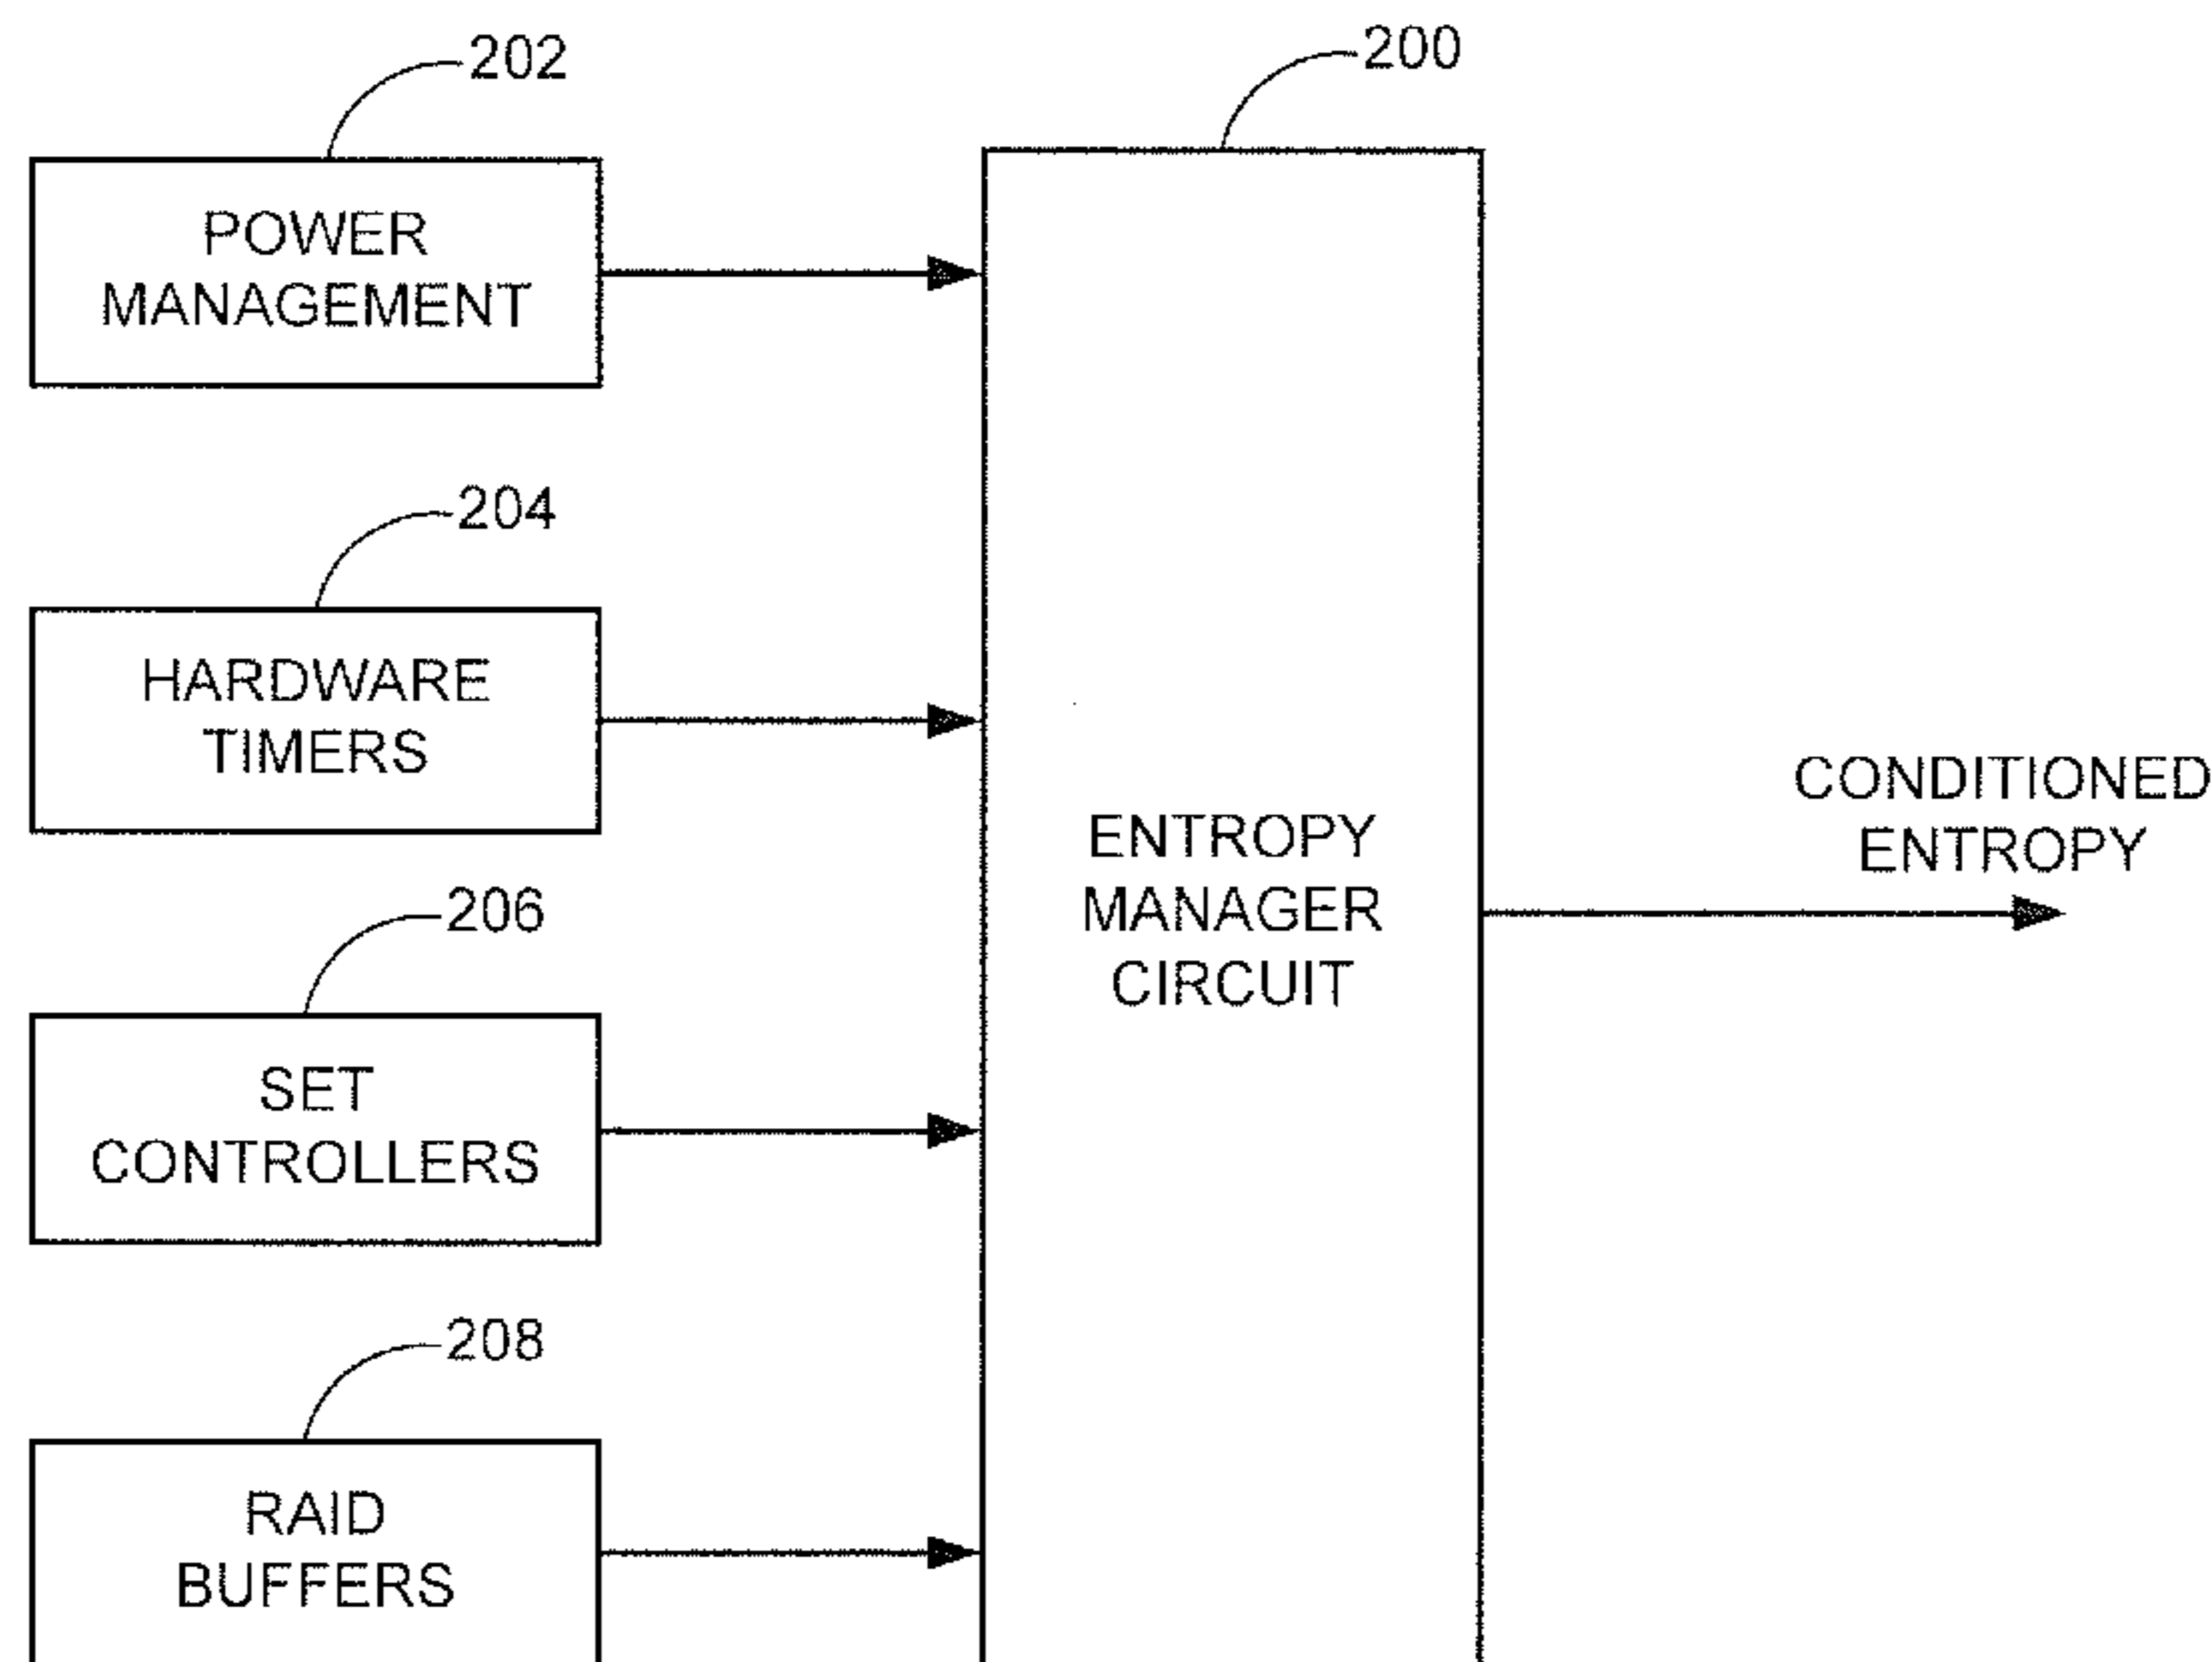 202
200
POWER
MANAGEMENT
204
HARDWARE
TIMERS
206
SET
CONTROLLERS
208
RAID
BUFFERS
ENTROPY
MANAGER
CIRCUIT
CONDITIONED
ENTROPY